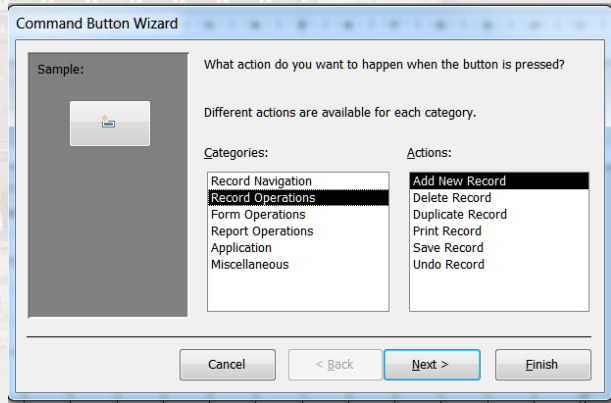 Command Button Wizard
Sample:
What action do you want to happen when the button is pressed?
Different actions are available for each category.
Categories:
Record Navigation
Record Operations
Form Operations
Report Operations
Application
Miscellaneous
Actions:
Add New Record
Delete Record
Duplicate Record
Print Record
Save Record
Undo Record
Cancel
< Back
Next >
Finish